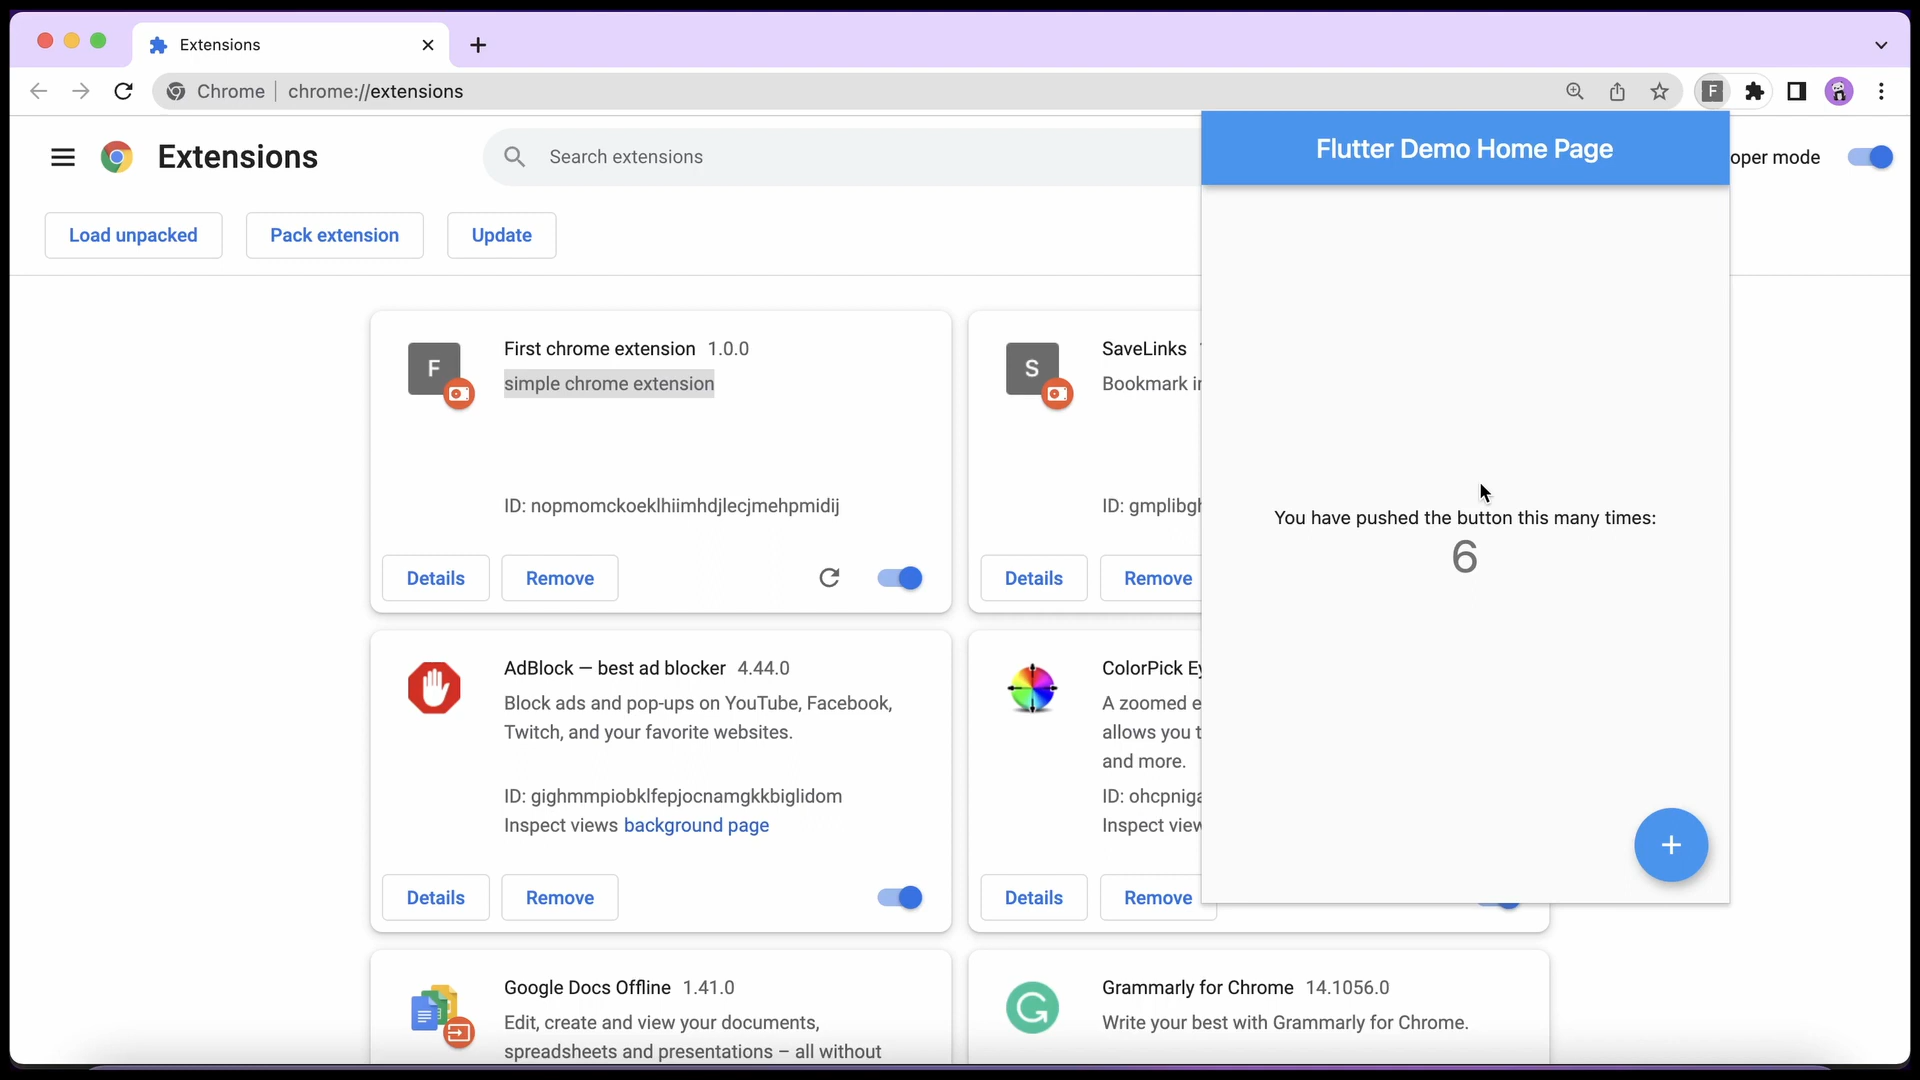 Extensions
Chrome
chrome://extensions
F
Extensions
Search extensions
oper mode
Load unpacked
Pack extension
Update
F
First chrome extension 1.0.0
simple chrome extension
ID: nopmomckoeklhiimhdjlecjmehpmidij
Details
Remove
S
SaveLinks
Bookmark i
ID: gmplibgh
Details
Remove
Flutter Demo Home Page
You have pushed the button this many times:
6
+
AdBlock — best ad blocker 4.44.0
Block ads and pop-ups on YouTube, Facebook,
Twitch, and your favorite websites.
ID: gighmmpiobklfepjocnamgkkbiglidom
Inspect views background page
Details
Remove
ColorPick Ey
A zoomed e
allows you t
and more.
ID: ohcpniga
Inspect view
Details
Remove
Google Docs Offline 1.41.0
Edit, create and view your documents,
spreadsheets and presentations – all without
G
Grammarly for Chrome 14.1056.0
Write your best with Grammarly for Chrome.